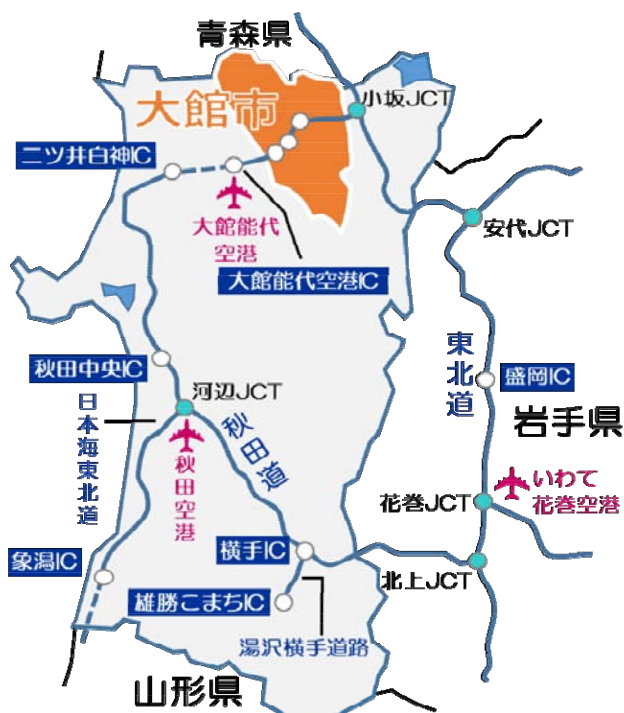 青森県
大館市
小坂JCT
二ツ井白神IC
大館能代
空港
安代JCT
大館能代空港IC
東北道
秋田中央IC
河辺JCT
盛岡IC
日本海東北道
秋田道
岩手県
秋田空港
いわて
花巻空港
花巻JCT
象潟IC
横手IC
北上JCT
雄勝こまちIC
湯沢横手道路
山形県